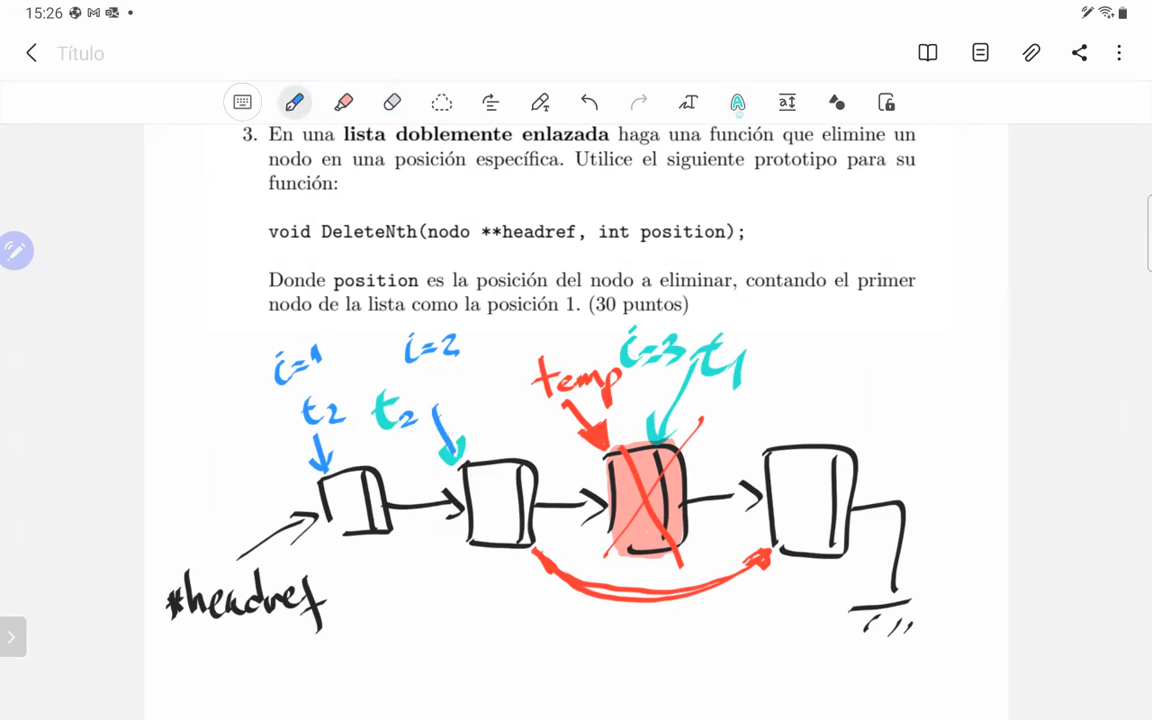 15:26
Título
3. En una lista doblemente enlazada haga una función que elimine un
nodo en una posición específica. Utilice el siguiente prototipo para su
función:
void DeleteNth(nodo **headref, int position);
Donde position es la posición del nodo a eliminar, contando el primer
nodo de la lista como la posición 1. (30 puntos)
i=1 i=2 temp i=3 t1
t2 t2
*headref